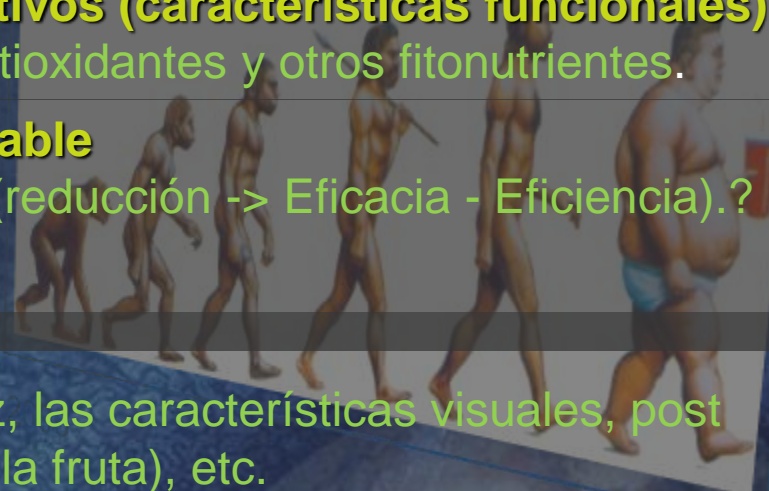 tivos (características funcionales)
tioxidantes y otros fitonutrientes.
able
(reducción -> Eficacia - Eficiencia).?
z, las características visuales, post
la fruta), etc.